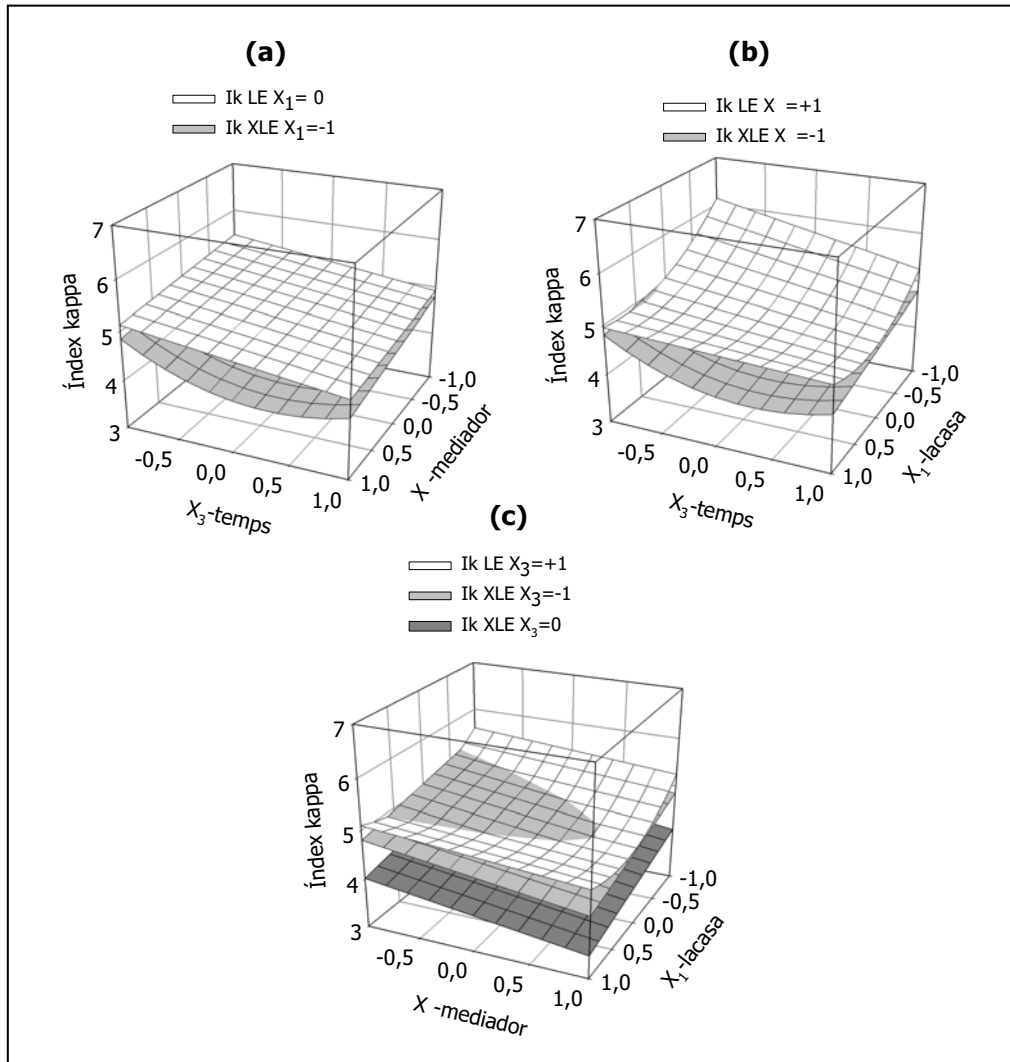 (a)
Ik LE X1= 0
Ik XLE X1=-1
7
6
5
4
3
Índex kappa
-0,5
0,0
0,5
1,0
X3-temps
-1,0
-0,5
0,0
0,5
1,0
X -mediador
(b)
Ik LE X =+1
Ik XLE X =-1
7
6
5
4
3
Índex kappa
-0,5
0,0
0,5
1,0
X3-temps
-1,0
-0,5
0,0
0,5
1,0
X1-lacasa
(c)
Ik LE X3=+1
Ik XLE X3=-1
Ik XLE X3=0
7
6
5
4
3
Índex kappa
-0,5
0,0
0,5
1,0
X -mediador
-1,0
-0,5
0,0
0,5
1,0
X1-lacasa